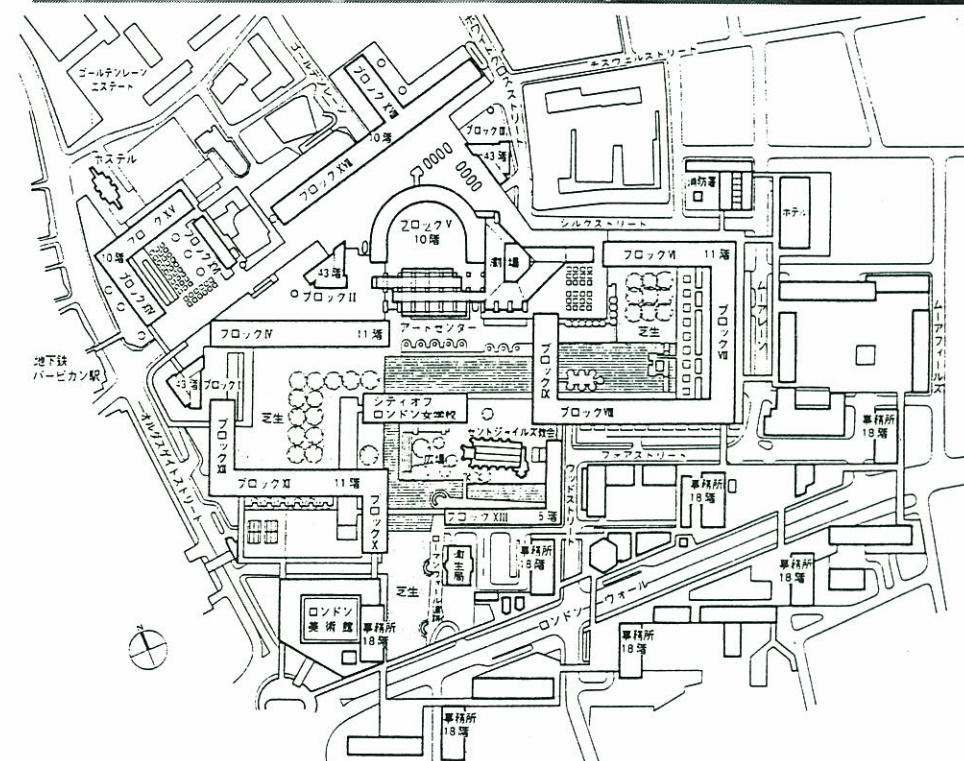 ゴールデンレーン
エステート
ゴールデンレーン
ブロックXVIII
10階
ブロックXVII
チスウェルストリート
ブロックIII
43階
ホステル
ブロックXV
10階
ブロックXIV
ブロックXVI
43階
ブロックII
ブロックV
10階
劇場
シルクストリート
消防署
ホテル
ブロックVI 11階
芝生
ブロックVII
ムーアレーン
ムーアフィールズ
ブロックIV 11階
アートセンター
地下鉄
バービカン駅
43階
ブロックI
芝生
シティオフ
ロンドン女学校
ブロックIX
ブロックVIII
オルダスゲイトストリート
ブロックXII
広場
セントジャイルズ教会
フォアストリート
事務所
18階
ブロックXI 11階
ブロックX
ブロックXIII 5階
ウッドストリート
事務所
18階
芝生
事務所
18階
事務所
18階
ロンドンウォール
ロンドン
美術館
事務所
18階
事務所
18階
事務所
18階
N